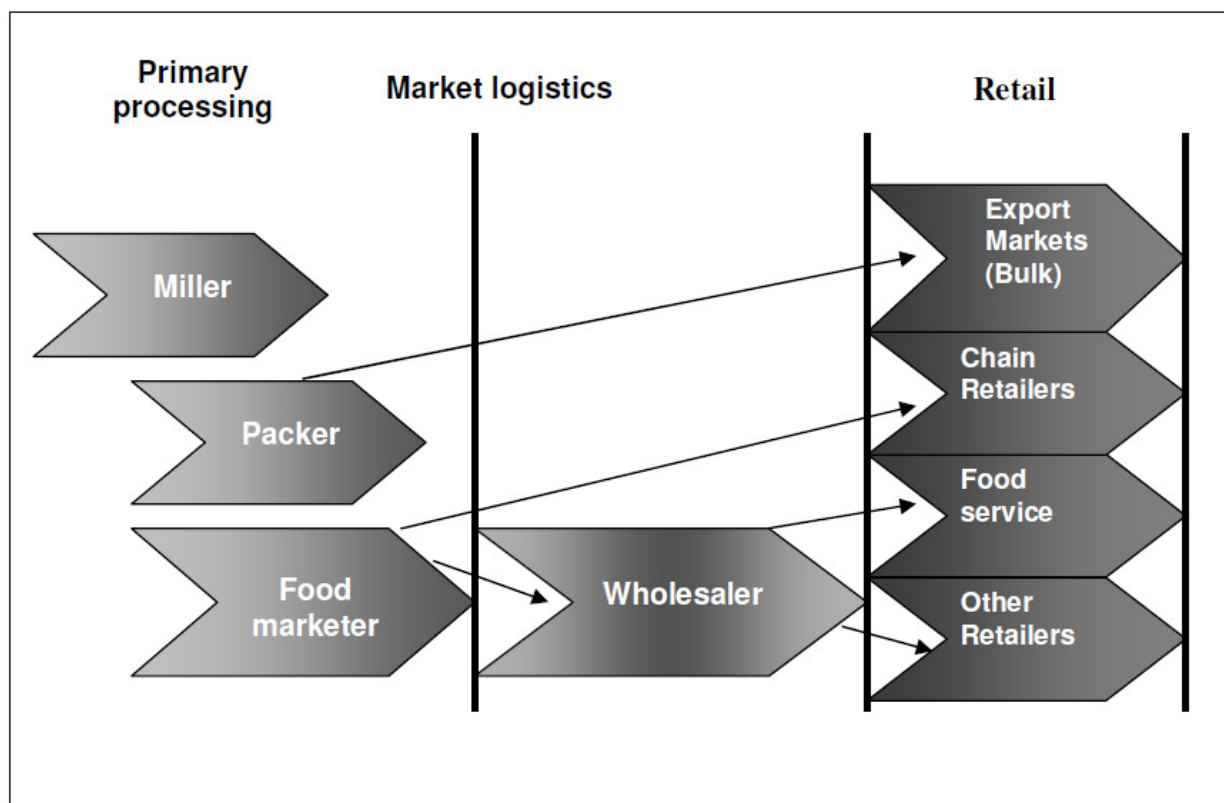 Primary
processing
Market logistics
Retail
Miller
Packer
Food
marketer
Wholesaler
Export
Markets
(Bulk)
Chain
Retailers
Food
service
Other
Retailers